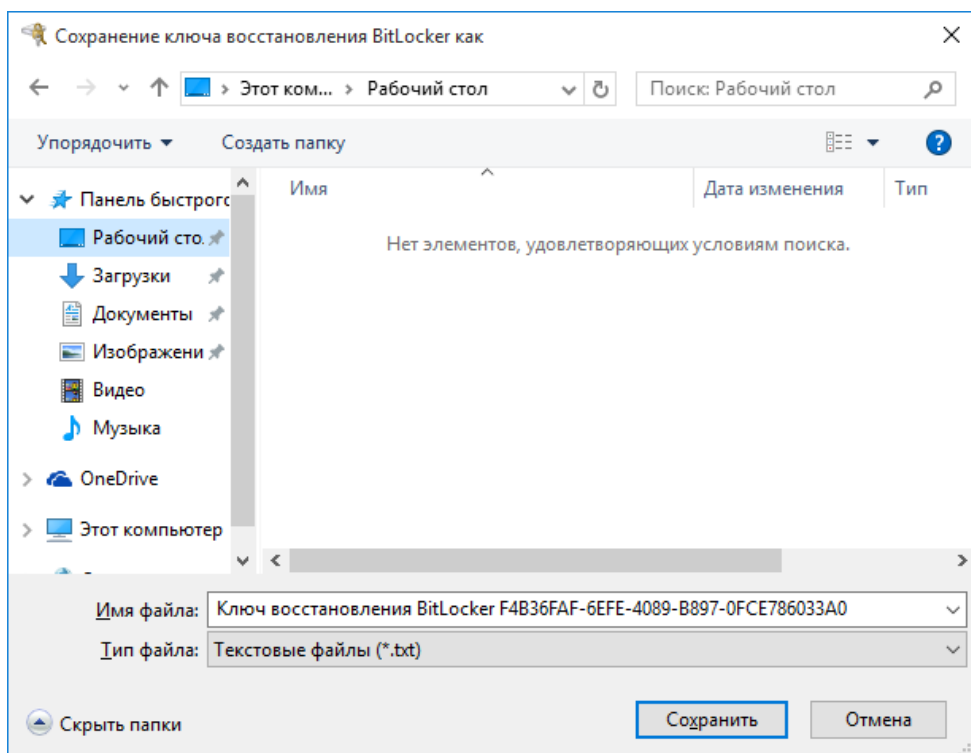 Сохранение ключа восстановления BitLocker как
Этот ком... > Рабочий стол
Поиск: Рабочий стол
Упорядочить
Создать папку
?
Панель быстрого
Рабочий сто.
Загрузки
Документы
Изображени
Видео
Музыка
OneDrive
Этот компьютер
Имя
Дата изменения
Тип
Нет элементов, удовлетворяющих условиям поиска.
Имя файла: Ключ восстановления BitLocker F4B36FAF-6EFE-4089-B897-0FCE786033A0
Тип файла: Текстовые файлы (*.txt)
Скрыть папки
Сохранить
Отмена